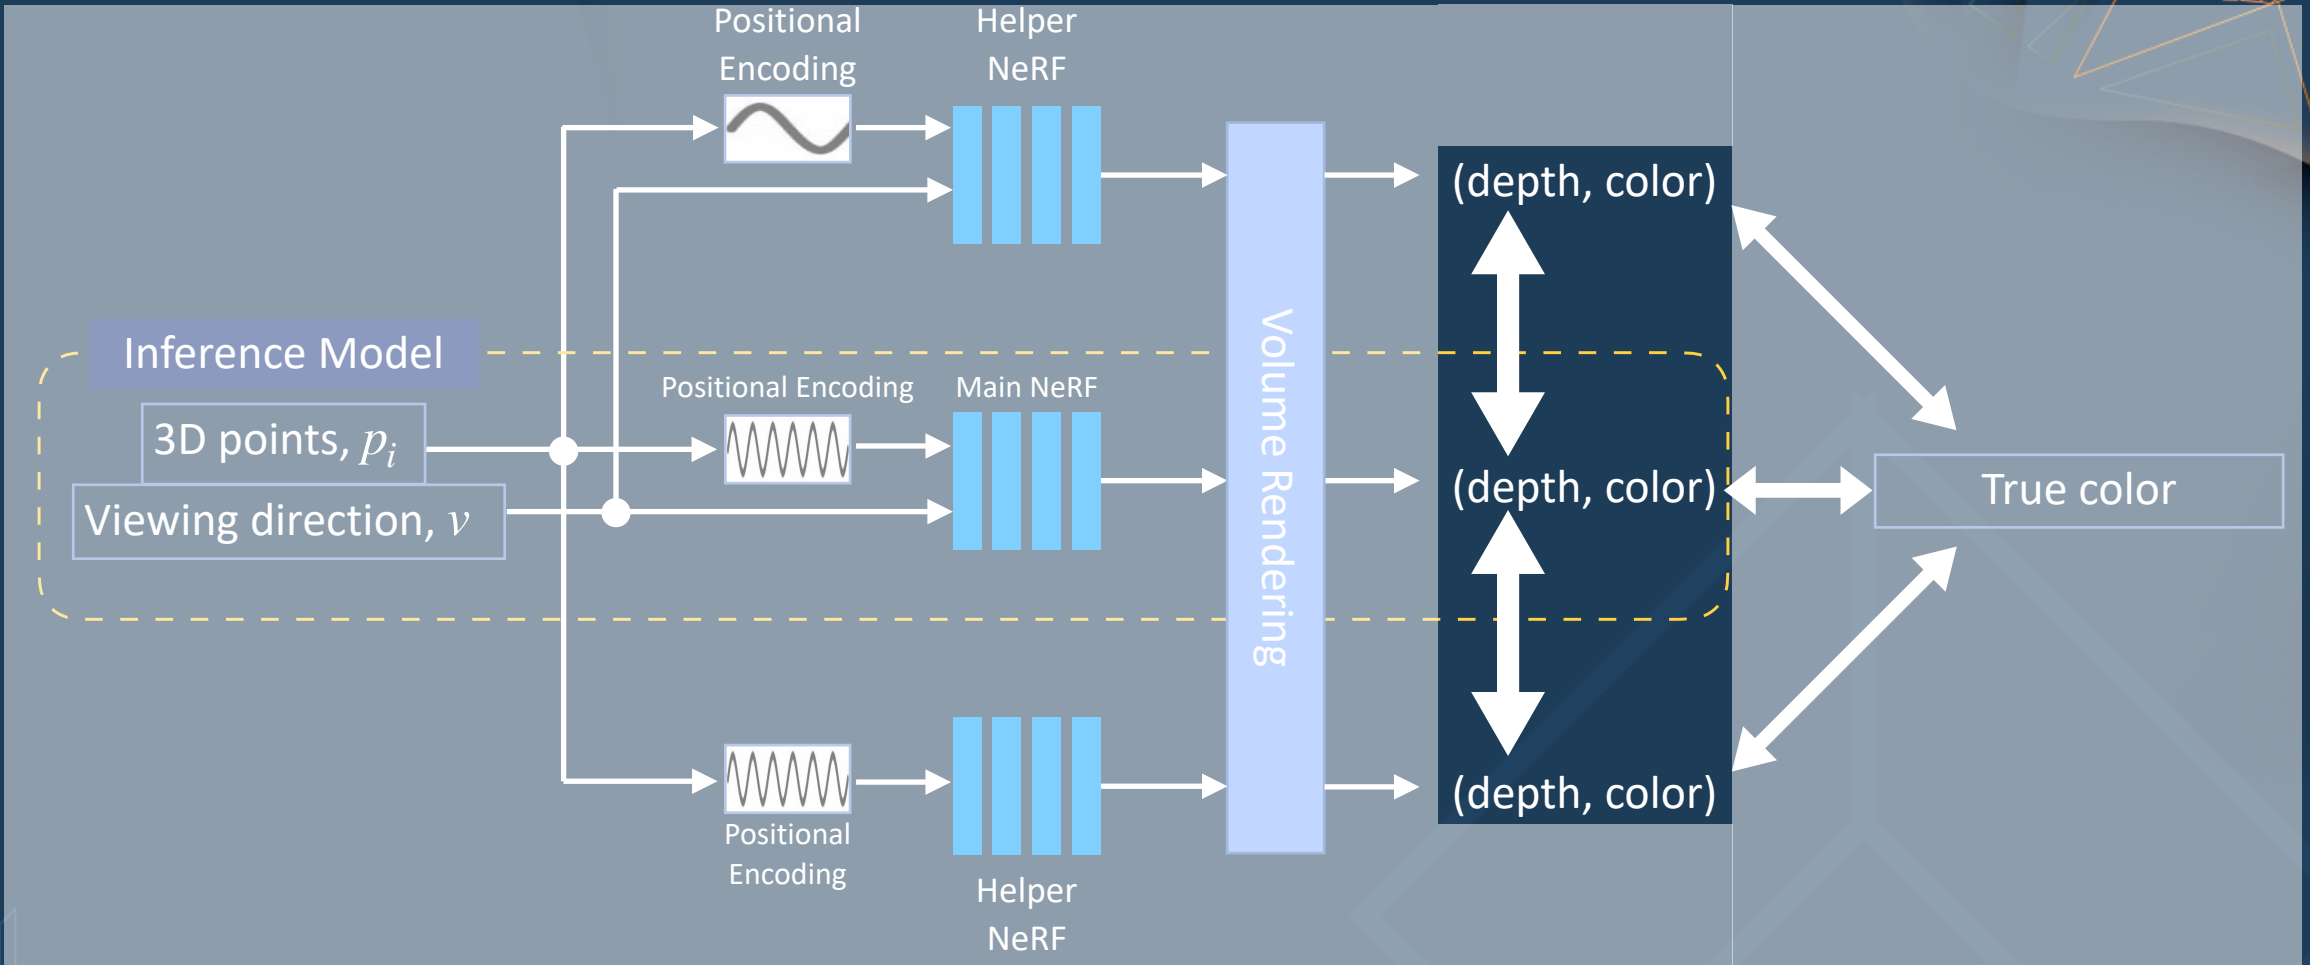 Positional
Encoding
Helper
NeRF
(depth, color)
Inference Model
Positional Encoding
Main NeRF
3D points, pᵢ
Viewing direction, v
Volume Rendering
(depth, color)
True color
(depth, color)
Positional
Encoding
Helper
NeRF